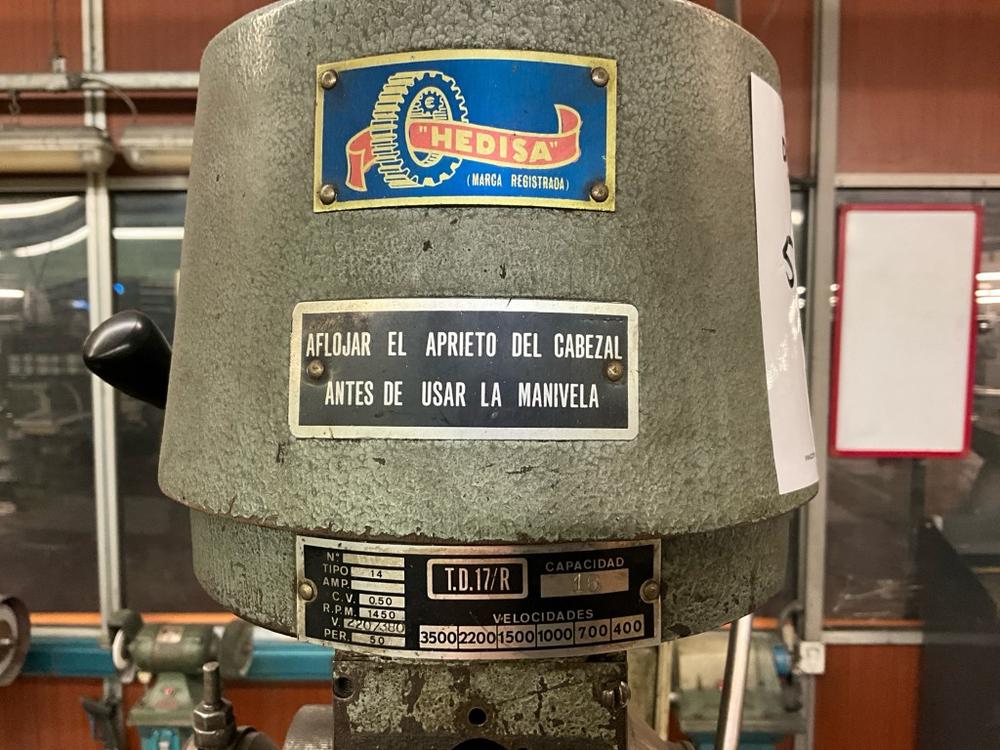 "HEDISA"
(MARCA REGISTRADA)
AFLOJAR EL APRIETO DEL CABEZAL
ANTES DE USAR LA MANIVELA
Nº
TIPO 14
AMP.
C.V. 0.50
R.P.M. 1450
V. 220/380
PER. 50
T.D.17/R
CAPACIDAD
16
VELOCIDADES
3500 2200 1500 1000 700 400